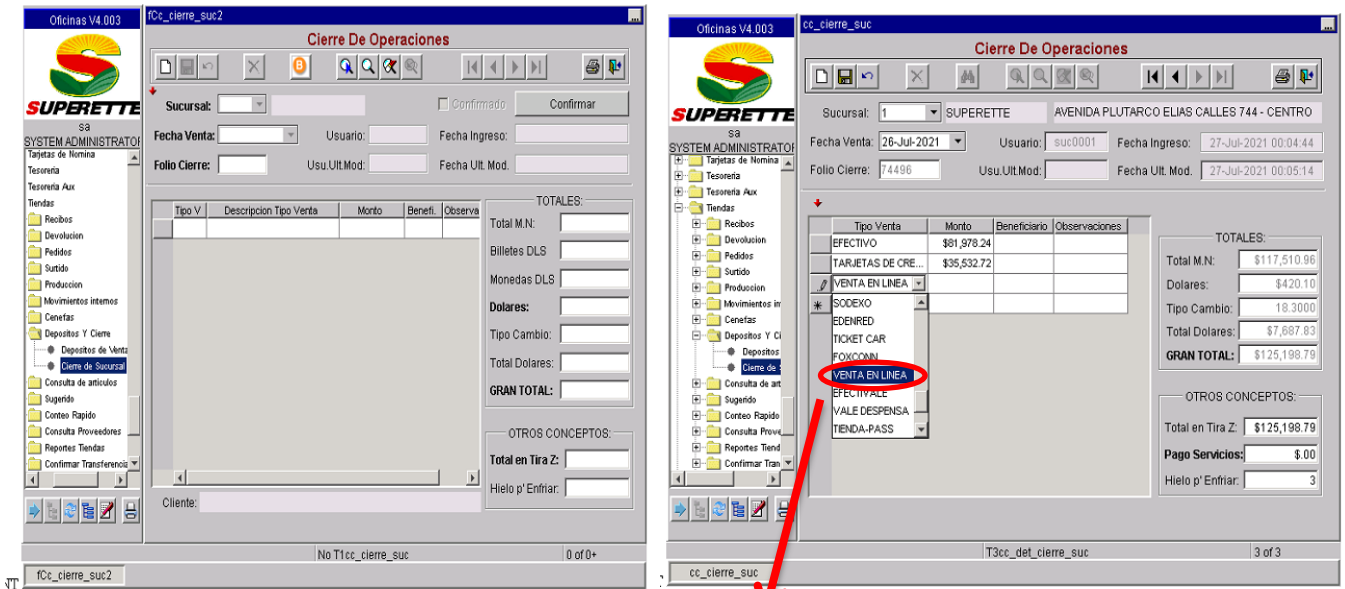 Oficinas V4.003
SUPERETTE
sa
SYSTEM ADMINISTRATOR
Tarjetas de Nomina
Tesoreria
Tesoreria Aux
Tiendas
Recibos
Devolucion
Pedidos
Surtido
Produccion
Movimientos internos
Cenefas
Depositos Y Cierre
Depositos de Venta
Cierre de Sucursal
Consulta de articulos
Sugerido
Conteo Rapido
Consulta Proveedores
Reportes Tiendas
Confirmar Transferencia
fCc_cierre_suc2
Cierre De Operaciones
B
Sucursal:
Confirmado
Confirmar
Fecha Venta:
Usuario:
Fecha Ingreso:
Folio Cierre:
Usu.Ult.Mod:
Fecha Ult. Mod.
Tipo V
Descripcion Tipo Venta
Monto
Benefi.
Observa
TOTALES:
Total M.N:
Billetes DLS
Monedas DLS
Dolares:
Tipo Cambio:
Total Dolares:
GRAN TOTAL:
OTROS CONCEPTOS:
Total en Tira Z:
Hielo p' Enfriar:
Cliente:
No T1cc_cierre_suc
0 of 0+
fCc_cierre_suc2
NT
Oficinas V4.003
SUPERETTE
sa
SYSTEM ADMINISTRATOR
Tarjetas de Nomina
Tesoreria
Tesoreria Aux
Tiendas
Recibos
Devolucion
Pedidos
Surtido
Produccion
Movimientos in
Cenefas
Depositos Y Ci
Depositos
Cierre de S
Consulta de art
Sugerido
Conteo Rapido
Consulta Prove
Reportes Tiend
Confirmar Tran
cc_cierre_suc
Cierre De Operaciones
Sucursal: 1 SUPERETTE AVENIDA PLUTARCO ELIAS CALLES 744 - CENTRO
Fecha Venta: 26-Jul-2021 Usuario: suc0001 Fecha Ingreso: 27-Jul-2021 00:04:44
Folio Cierre: 74496 Usu.Ult.Mod: Fecha Ult. Mod. 27-Jul-2021 00:05:14
Tipo Venta Monto Beneficiario Observaciones
EFECTIVO $81,978.24
TARJETAS DE CRE... $35,532.72
VENTA EN LINEA
SODEXO
EDENRED
TICKET CAR
FOXCONN
VENTA EN LINEA
EFECTIVALE
VALE DESPENSA
TIENDA-PASS
TOTALES:
Total M.N: $117,510.96
Dolares: $420.10
Tipo Cambio: 18.3000
Total Dolares: $7,687.83
GRAN TOTAL: $125,198.79
OTROS CONCEPTOS:
Total en Tira Z: $125,198.79
Pago Servicios: $.00
Hielo p' Enfriar: 3
T3cc_det_cierre_suc
3 of 3
cc_cierre_suc